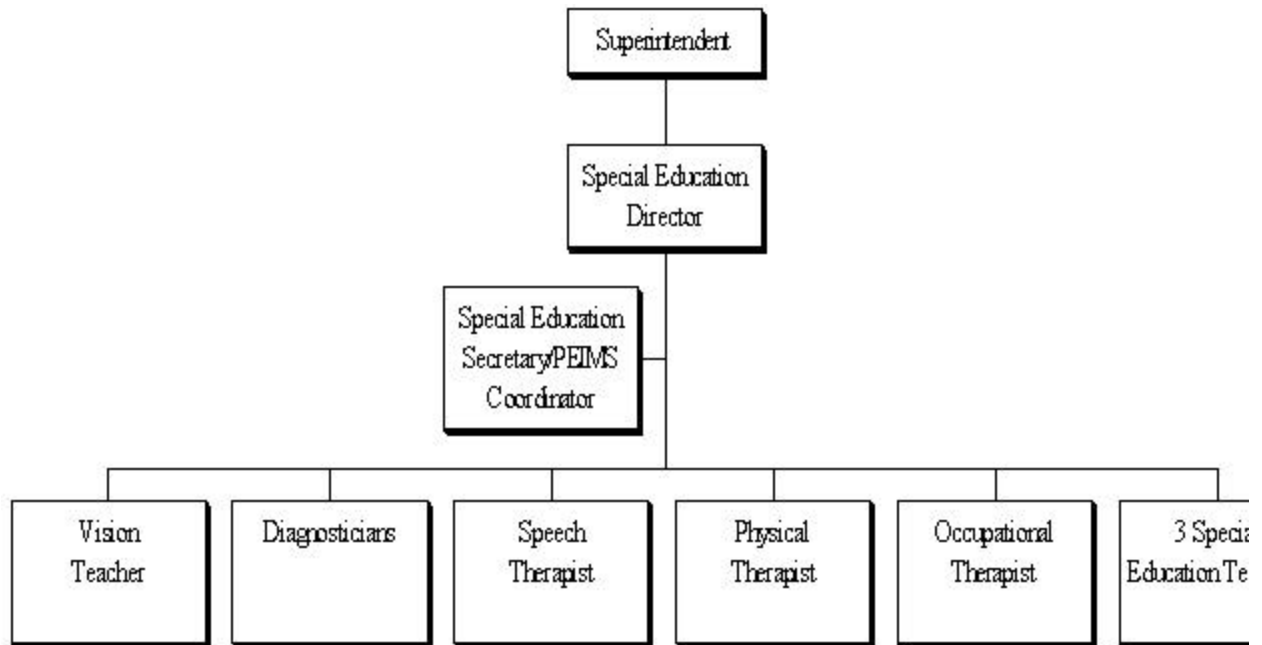 Superintendent
Special Education
Director
Special Education
Secretary/PEIMS
Coordinator
Vision
Teacher
Diagnosticians
Speech
Therapist
Physical
Therapist
Occupational
Therapist
3
Education